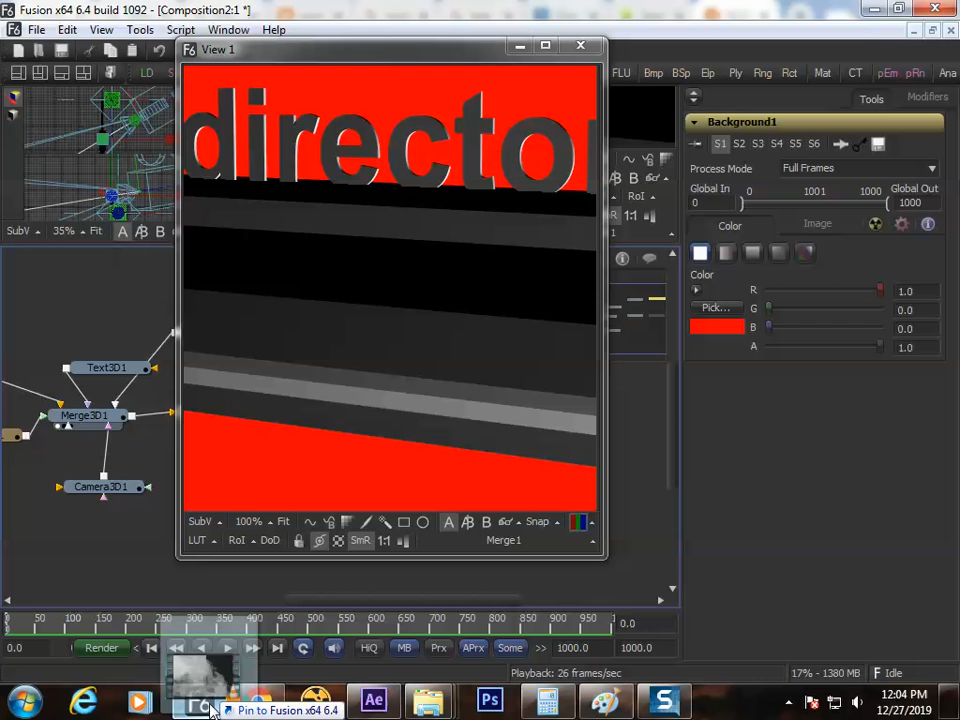 Fusion x64 6.4 build 1092 - [Composition2:1 *]
File Edit View Tools Script Window Help
View 1
LD
FLU Bmp BSp Elp Ply Rng Rct Mat CT pEm pRn Ana
Tools Modifiers
Background1
S1 S2 S3 S4 S5 S6
Process Mode Full Frames
Global In 0 1001 1000 Global Out
0 1000
Color Image
Color
R 1.0
Pick... G 0.0
B 0.0
A 1.0
director
SubV 35% Fit A B
B
RoI
1:1
Text3D1
Merge3D1
Camera3D1
SubV 100% Fit A B Snap
LUT RoI DoD SmR 1:1 Merge1
0 50 100 150 200 250 300 350 400 450 500 550 600 650 700 750 800 850 900 950 0.0
0.0 Render HiQ MB Prx APrx Some >> 1000.0 1000.0
Playback: 26 frames/sec 17% - 1380 MB Idle
Pin to Fusion x64 6.4
Ae Ps S
12:04 PM
12/27/2019